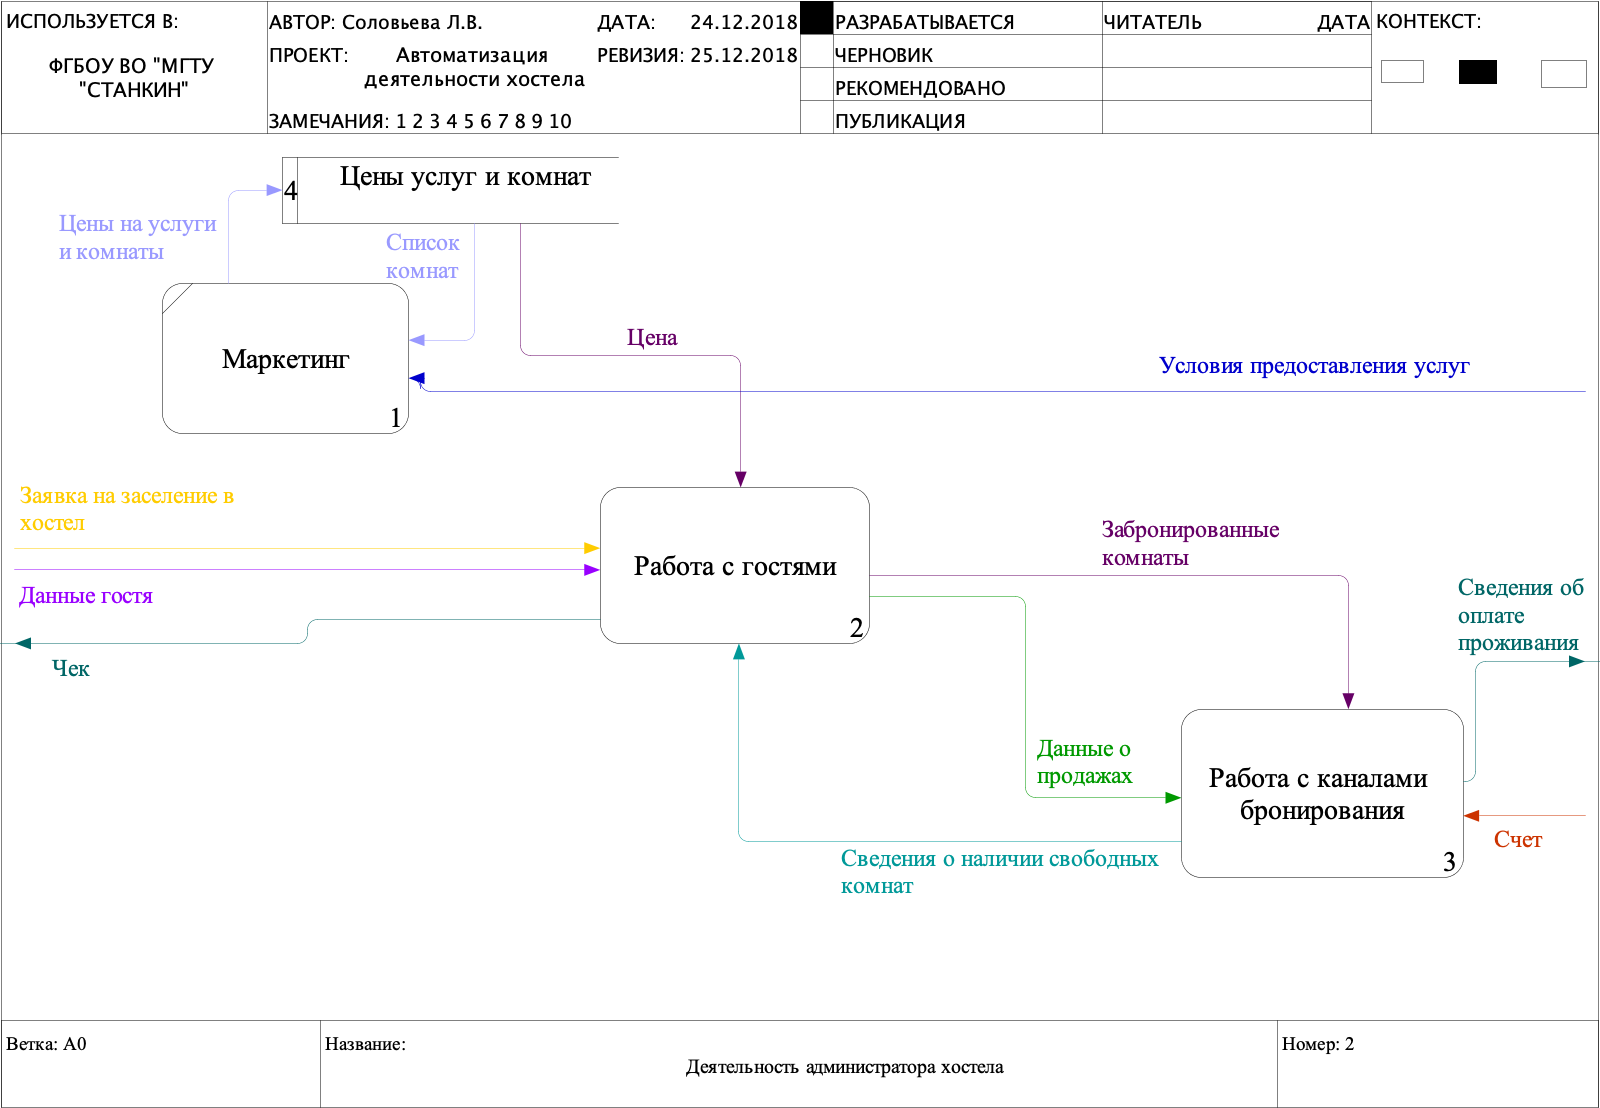 ИСПОЛЬЗУЕТСЯ В:
ФГБОУ ВО "МГТУ
"СТАНКИН"
АВТОР: Соловьева Л.В.
ДАТА: 24.12.2018
ПРОЕКТ: Автоматизация
деятельности хостела
РЕВИЗИЯ: 25.12.2018
ЗАМЕЧАНИЯ: 1 2 3 4 5 6 7 8 9 10
РАЗРАБАТЫВАЕТСЯ
ЧЕРНОВИК
РЕКОМЕНДОВАНО
ПУБЛИКАЦИЯ
ЧИТАТЕЛЬ ДАТА
КОНТЕКСТ:
4
Цены услуг и комнат
Цены на услуги
и комнаты
Список
комнат
Маркетинг
1
Цена
Условия предоставления услуг
Заявка на заселение в
хостел
Данные гостя
Чек
Работа с гостями
2
Забронированные
комнаты
Сведения об
оплате
проживания
Данные о
продажах
Работа с каналами
бронирования
3
Счет
Сведения о наличии свободных
комнат
Ветка: A0
Название:
Деятельность администратора хостела
Номер: 2